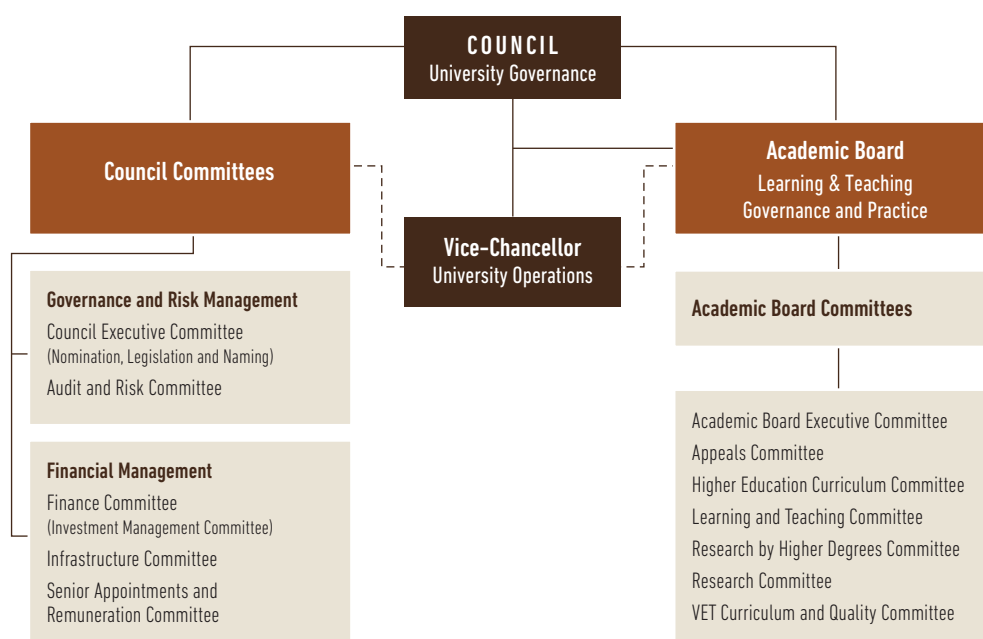 COUNCIL
University Governance
Council Committees
Academic Board
Learning & Teaching
Governance and Practice
Vice-Chancellor
University Operations
Governance and Risk Management
Council Executive Committee
(Nomination, Legislation and Naming)
Audit and Risk Committee
Financial Management
Finance Committee
(Investment Management Committee)
Infrastructure Committee
Senior Appointments and
Remuneration Committee
Academic Board Committees
Academic Board Executive Committee
Appeals Committee
Higher Education Curriculum Committee
Learning and Teaching Committee
Research by Higher Degrees Committee
Research Committee
VET Curriculum and Quality Committee